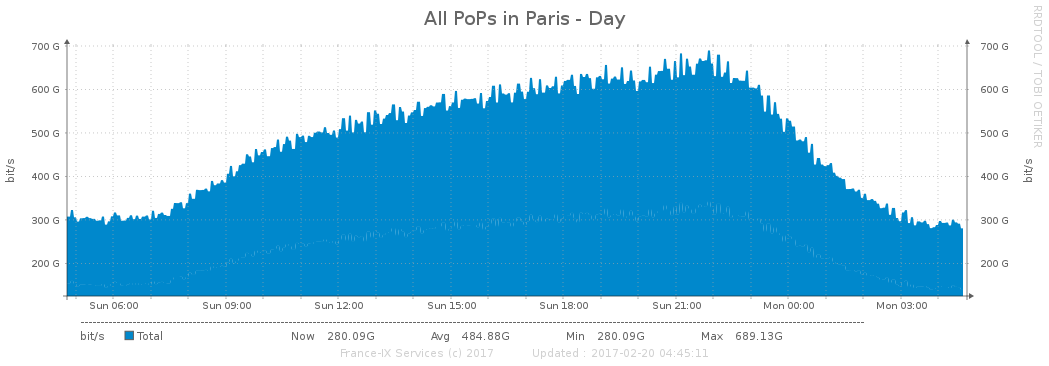 All PoPs in Paris - Day
RRDTOOL / TOBI OETIKER
bit/s
700 G 700 G
600 G 600 G
500 G 500 G
400 G 400 G
300 G 300 G
200 G 200 G
bit/s
Sun 06:00 Sun 09:00 Sun 12:00 Sun 15:00 Sun 18:00 Sun 21:00 Mon 00:00 Mon 03:00
bit/s Total Now 280.09G Avg 484.88G Min 280.09G Max 689.13G
France-IX Services (c) 2017 Updated : 2017-02-20 04:45:11